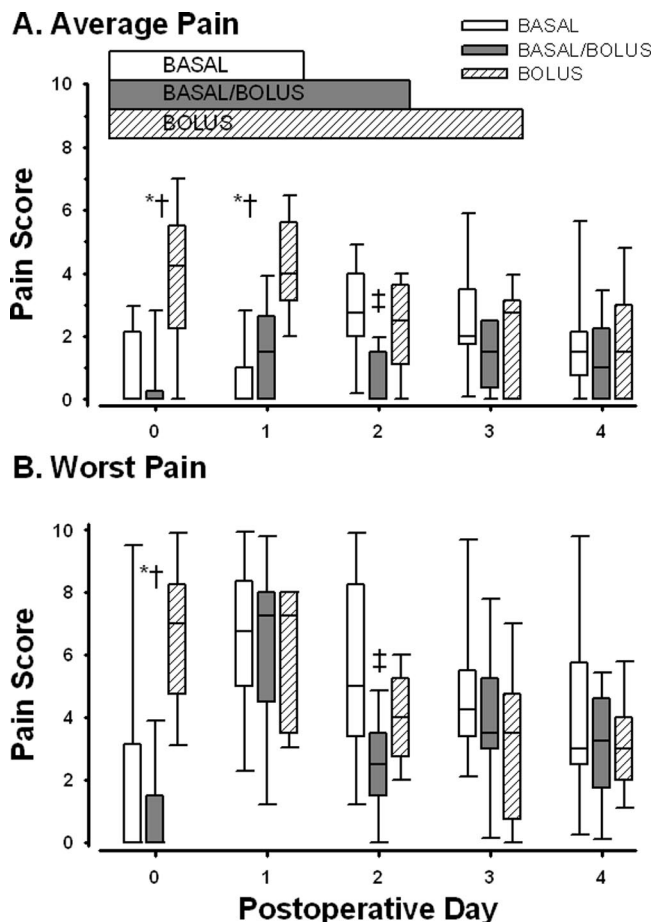 A. Average Pain
BASAL
BASAL/BOLUS
BOLUS
BASAL
BASAL/BOLUS
BOLUS
10
8
6
4
2
0
Pain Score
*†
*†
‡
0 1 2 3 4
B. Worst Pain
10
8
6
4
2
0
Pain Score
*†
‡
0 1 2 3 4
Postoperative Day